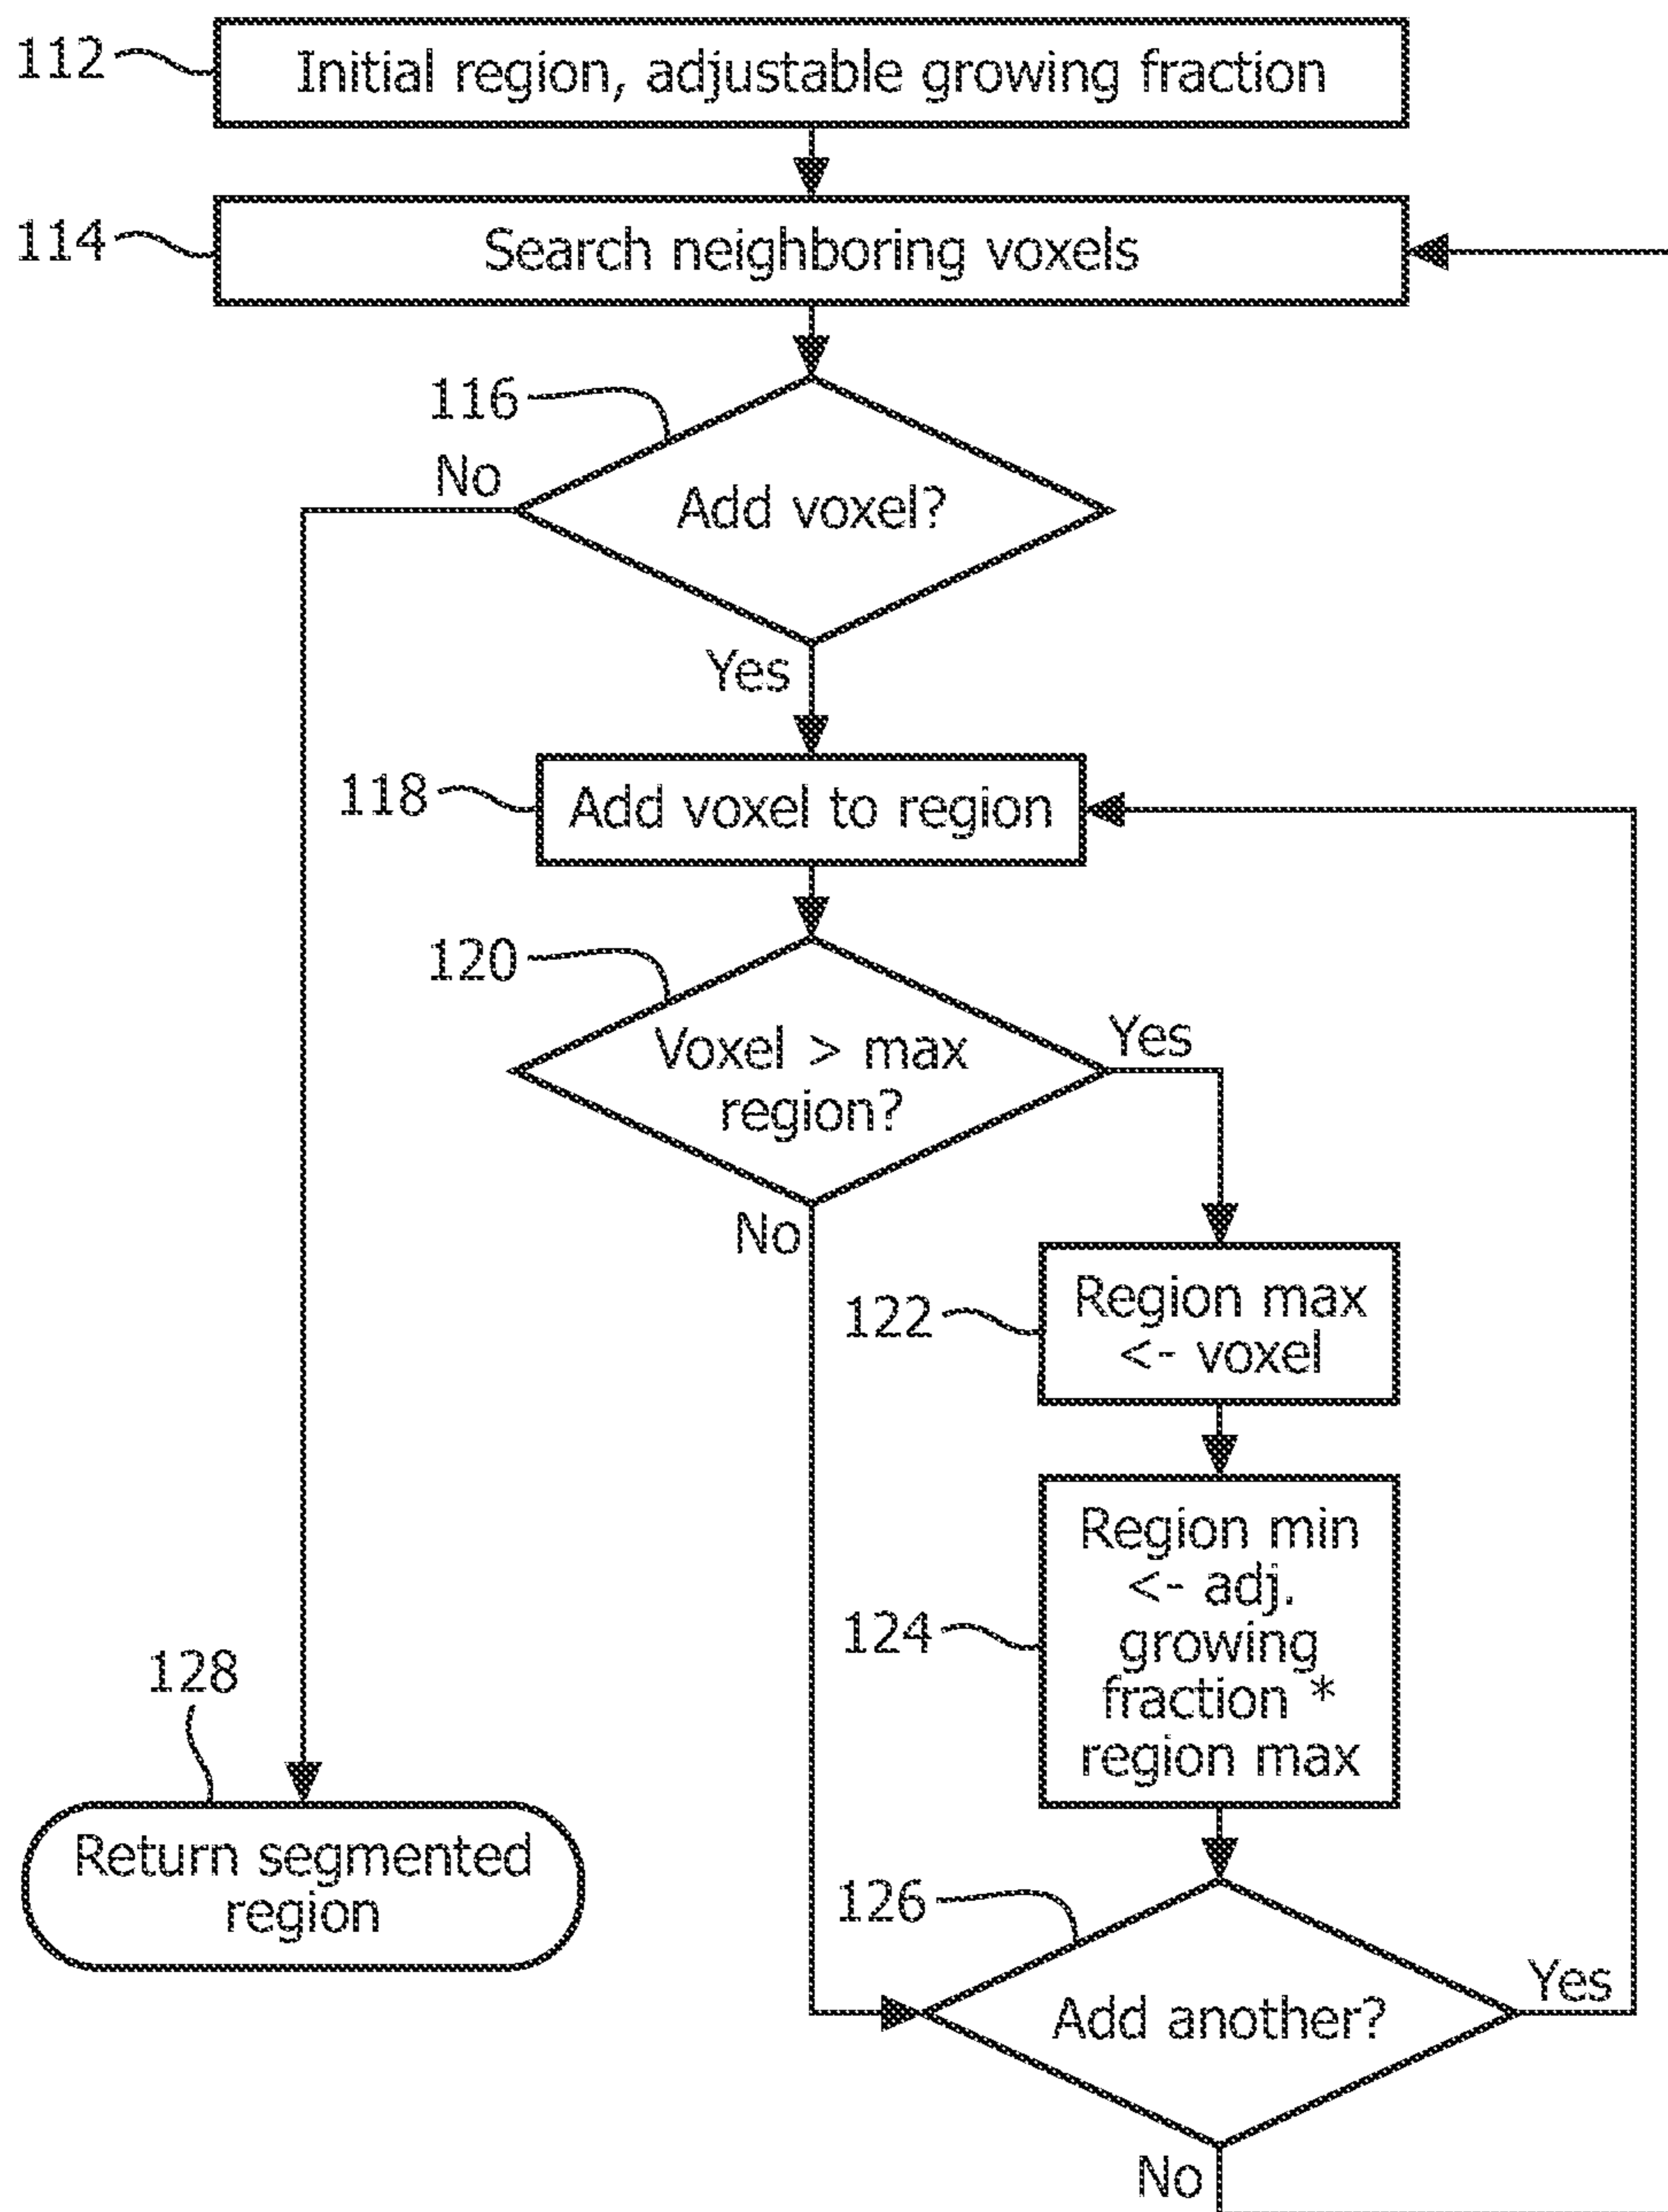 112
Initial region, adjustable growing fraction
114
Search neighboring voxels
116
No
Add voxel?
Yes
118
Add voxel to region
120
Voxel > max
region?
Yes
No
122
Region max
<- voxel
124
Region min
<- adj.
growing
fraction *
region max
128
Return segmented
region
126
Add another?
Yes
No